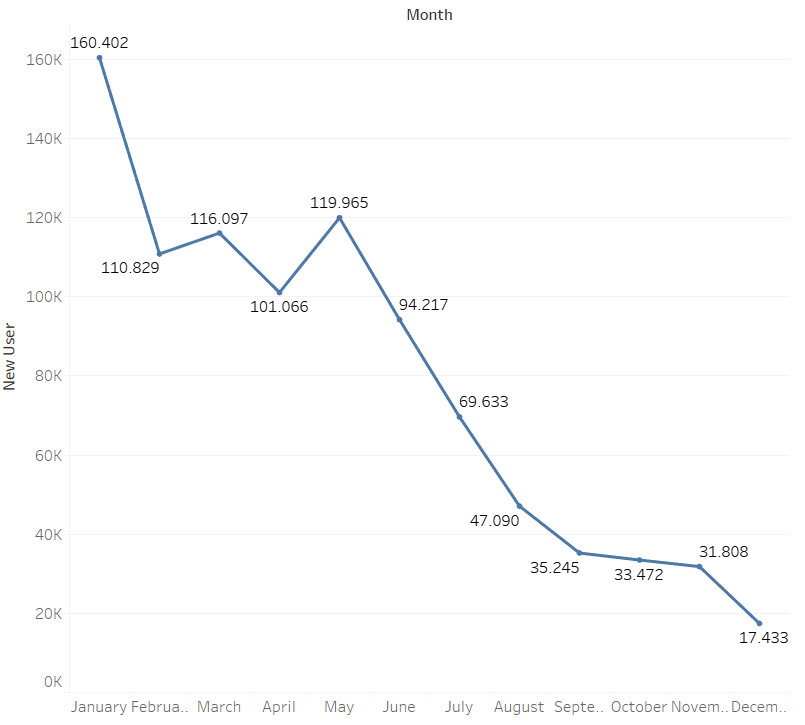 Month
160.402
160K
140K
119.965
120K
116.097
110.829
101.066
100K
94.217
New User
80K
69.633
60K
47.090
40K
35.245
33.472
31.808
20K
17.433
0K
January Februa.. March April May June July August Septe.. October Novem.. Decem..